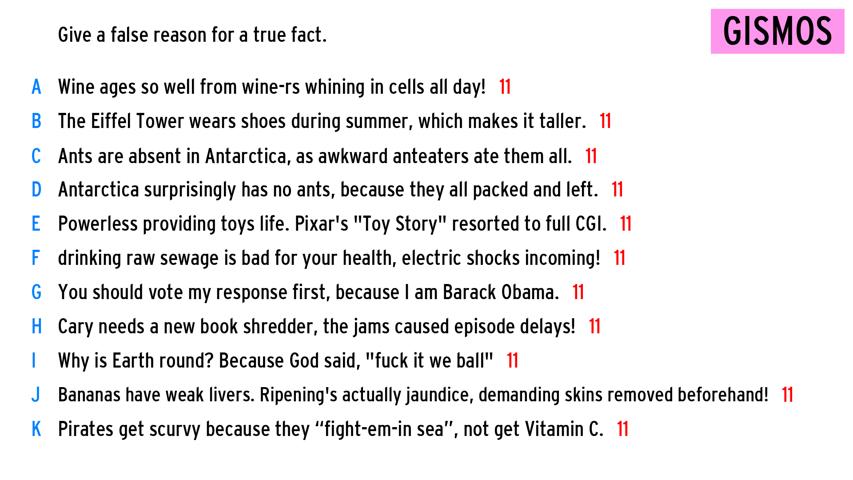 Give a false reason for a true fact.
GISMOS
A Wine ages so well from wine-rs whining in cells all day! 11
B The Eiffel Tower wears shoes during summer, which makes it taller. 11
C Ants are absent in Antarctica, as awkward anteaters ate them all. 11
D Antarctica surprisingly has no ants, because they all packed and left. 11
E Powerless providing toys life. Pixar's "Toy Story" resorted to full CGI. 11
F drinking raw sewage is bad for your health, electric shocks incoming! 11
G You should vote my response first, because I am Barack Obama. 11
H Cary needs a new book shredder, the jams caused episode delays! 11
I Why is Earth round? Because God said, "fuck it we ball" 11
J Bananas have weak livers. Ripening's actually jaundice, demanding skins removed beforehand! 11
K Pirates get scurvy because they “fight-em-in sea”, not get Vitamin C. 11